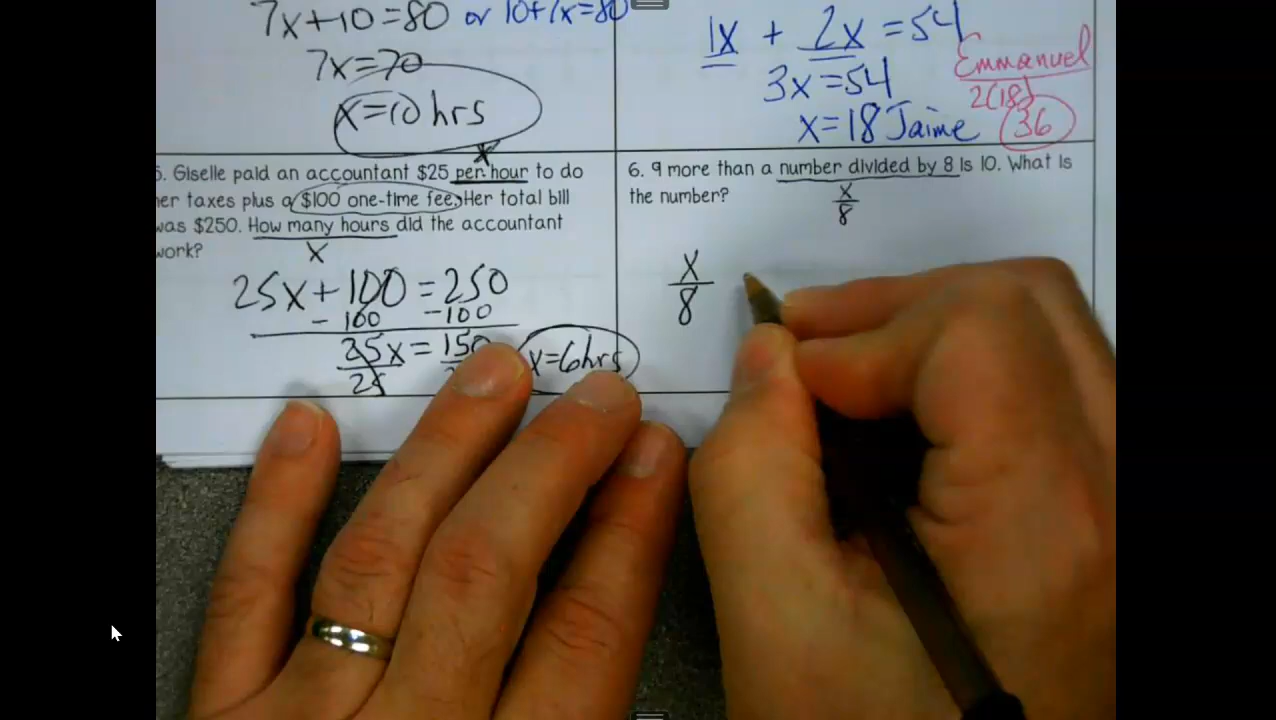 7x+10=80 or 10+7x=80
7x=70
x=10 hrs
1x + 2x = 54
3x=54
x=18 Jaime
Emmanuel
2(18)
36
x
5. Giselle paid an accountant $25 per hour to do
her taxes plus a $100 one-time fee. Her total bill
was $250. How many hours did the accountant
work?
x
25x+100=250
-100 -100
25x = 150
25
x=6hrs
6. 9 more than a number divided by 8 is 10. What is
the number?
x
8
x
8